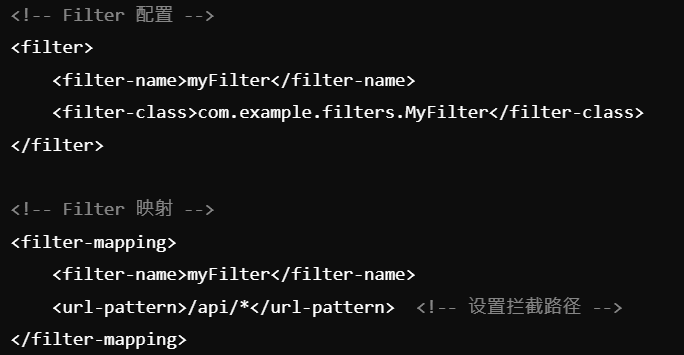 <!-- Filter 配置 -->
<filter>
    <filter-name>myFilter</filter-name>
    <filter-class>com.example.filters.MyFilter</filter-class>
</filter>

<!-- Filter 映射 -->
<filter-mapping>
    <filter-name>myFilter</filter-name>
    <url-pattern>/api/*</url-pattern>  <!-- 设置拦截路径 -->
</filter-mapping>